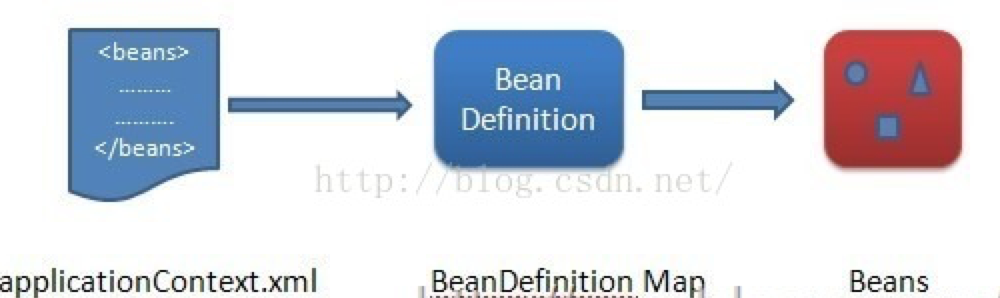 <beans>
.........
..........
</beans>
Bean
Definition
http://blog.csdn.net/
applicationContext.xml
BeanDefinition Map
Beans